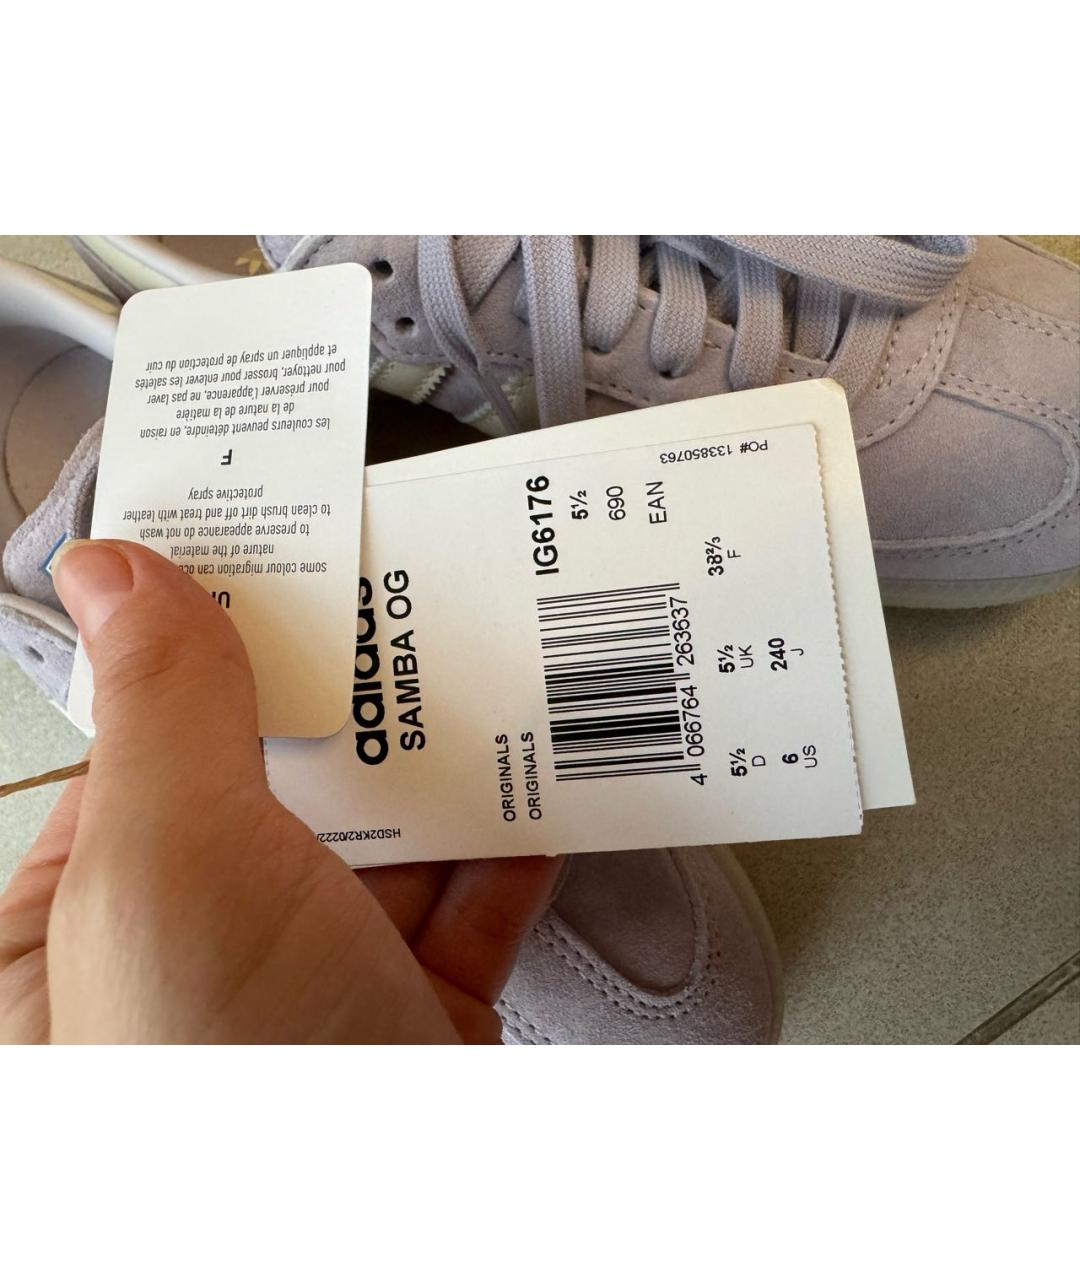 some colour migration can
nature of the material
to preserve appearance do not wash
to clean brush dirt off and treat with leather
protective spray
F
les couleurs peuvent déteindre, en raison
de la nature de la matière
pour préserver l'apparence, ne pas laver
pour nettoyer, brosser pour enlever les saletés
et appliquer un spray de protection du cuir
adidas
SAMBA OG
ORIGINALS
ORIGINALS
IG6176
5½
690
EAN
4 066764 263637
5½ D
5½ UK
38⅔ F
6 US
240 J
PO# 133850763